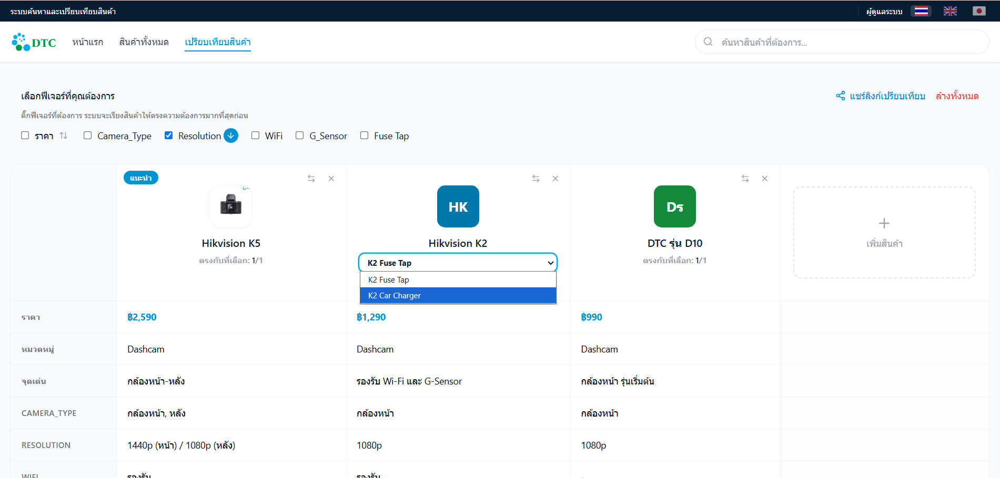 ระบบค้นหาและเปรียบเทียบสินค้า
ผู้ดูแลระบบ
DTC
หน้าแรก
สินค้าทั้งหมด
เปรียบเทียบสินค้า
ค้นหาสินค้าที่ต้องการ...
เลือกฟีเจอร์ที่คุณต้องการ
แชร์ลิงก์เปรียบเทียบ
ล้างทั้งหมด
ติ๊กฟีเจอร์ที่ต้องการ ระบบจะเรียงสินค้าให้ตรงความต้องการมากที่สุดก่อน
ราคา
Camera_Type
Resolution
WiFi
G_Sensor
Fuse Tap
แนะนำ
HK
Dร
เพิ่มสินค้า
Hikvision K5
Hikvision K2
DTC รุ่น D10
ตรงกับที่เลือก: 1/1
K2 Fuse Tap
ตรงกับที่เลือก: 1/1
K2 Fuse Tap
K2 Car Charger
ราคา
฿2,590
฿1,290
฿990
หมวดหมู่
Dashcam
Dashcam
Dashcam
จุดเด่น
กล้องหน้า-หลัง
รองรับ Wi-Fi และ G-Sensor
กล้องหน้า รุ่นเริ่มต้น
CAMERA_TYPE
กล้องหน้า, หลัง
กล้องหน้า
กล้องหน้า
RESOLUTION
1440p (หน้า) / 1080p (หลัง)
1080p
1080p
WIFI
รองรับ
รองรับ
-